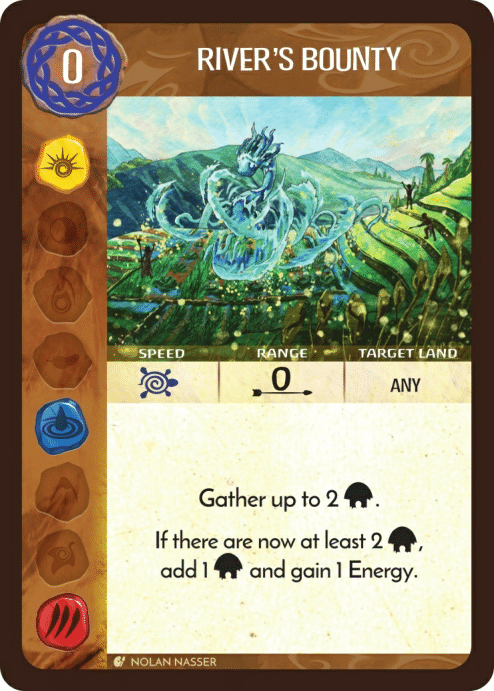 0
RIVER'S BOUNTY
SPEED RANGE TARGET LAND
0 ANY
Gather up to 2 .
If there are now at least 2 ,
add 1 and gain 1 Energy.
NOLAN NASSER